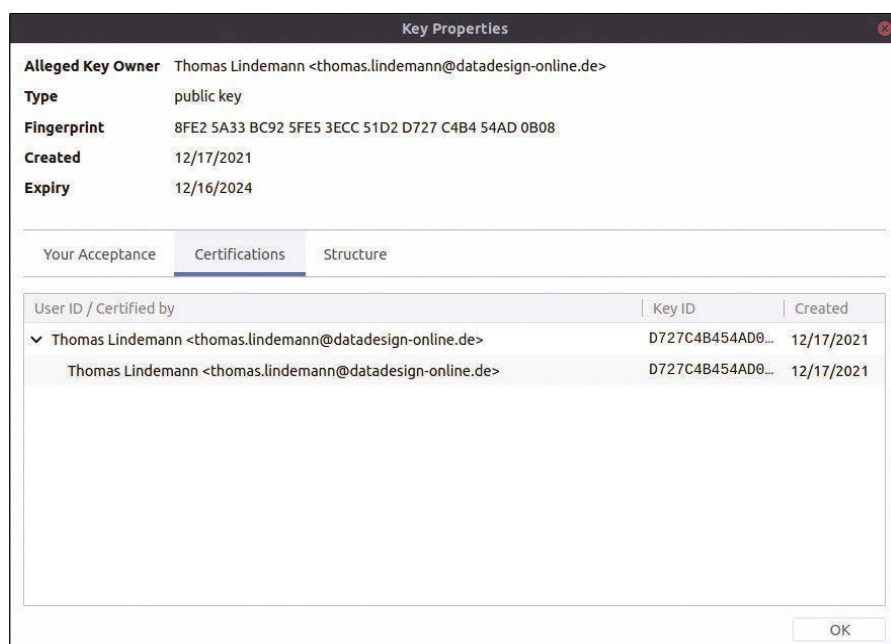 Key Properties
Alleged Key Owner Thomas Lindemann <thomas.lindemann@datadesign-online.de>
Type public key
Fingerprint 8FE2 5A33 BC92 5FE5 3ECC 51D2 D727 C4B4 54AD 0B08
Created 12/17/2021
Expiry 12/16/2024
Your Acceptance Certifications Structure
User ID / Certified by Key ID Created
Thomas Lindemann <thomas.lindemann@datadesign-online.de> D727C4B454AD0… 12/17/2021
Thomas Lindemann <thomas.lindemann@datadesign-online.de> D727C4B454AD0… 12/17/2021
OK